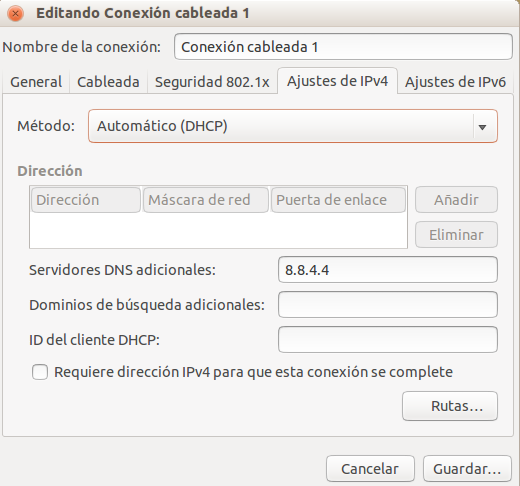 Editando Conexión cableada 1
Nombre de la conexión: Conexión cableada 1
General Cableada Seguridad 802.1x Ajustes de IPv4 Ajustes de IPv6
Método: Automático (DHCP)
Dirección
Dirección Máscara de red Puerta de enlace Añadir
Eliminar
Servidores DNS adicionales: 8.8.4.4
Dominios de búsqueda adicionales:
ID del cliente DHCP:
Requiere dirección IPv4 para que esta conexión se complete
Rutas...
Cancelar Guardar...